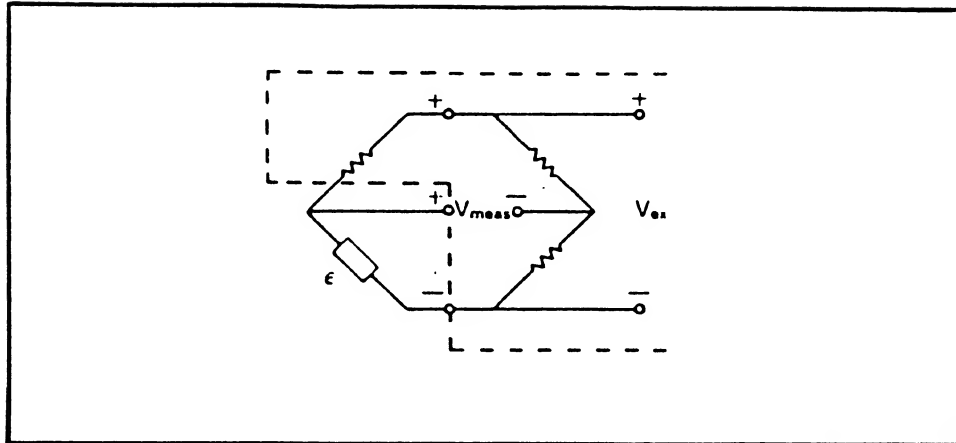 + +
+ V_meas − V_ex
ε
− −